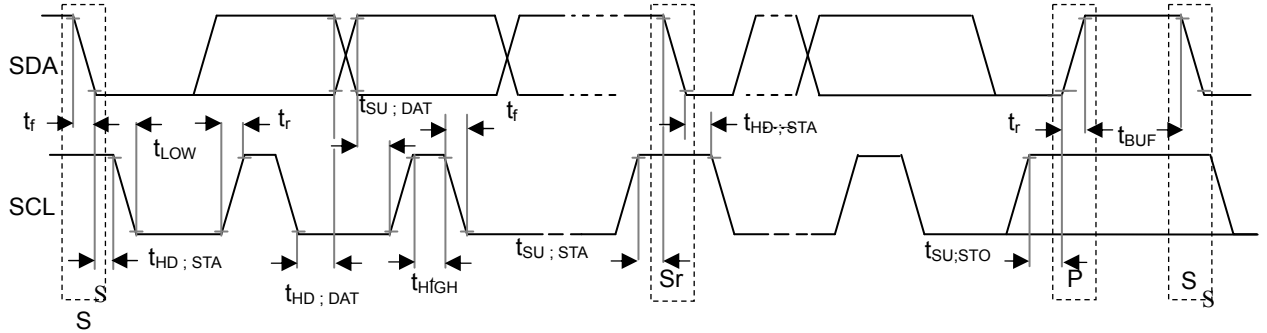 SDA
t_f
t_LOW
t_r
t_SU ; DAT
t_f
t_HD ; STA
t_r
t_BUF
SCL
t_HD ; STA
t_HD ; DAT
t_HIGH
t_SU ; STA
Sr
t_SU;STO
P
S
S
S
S